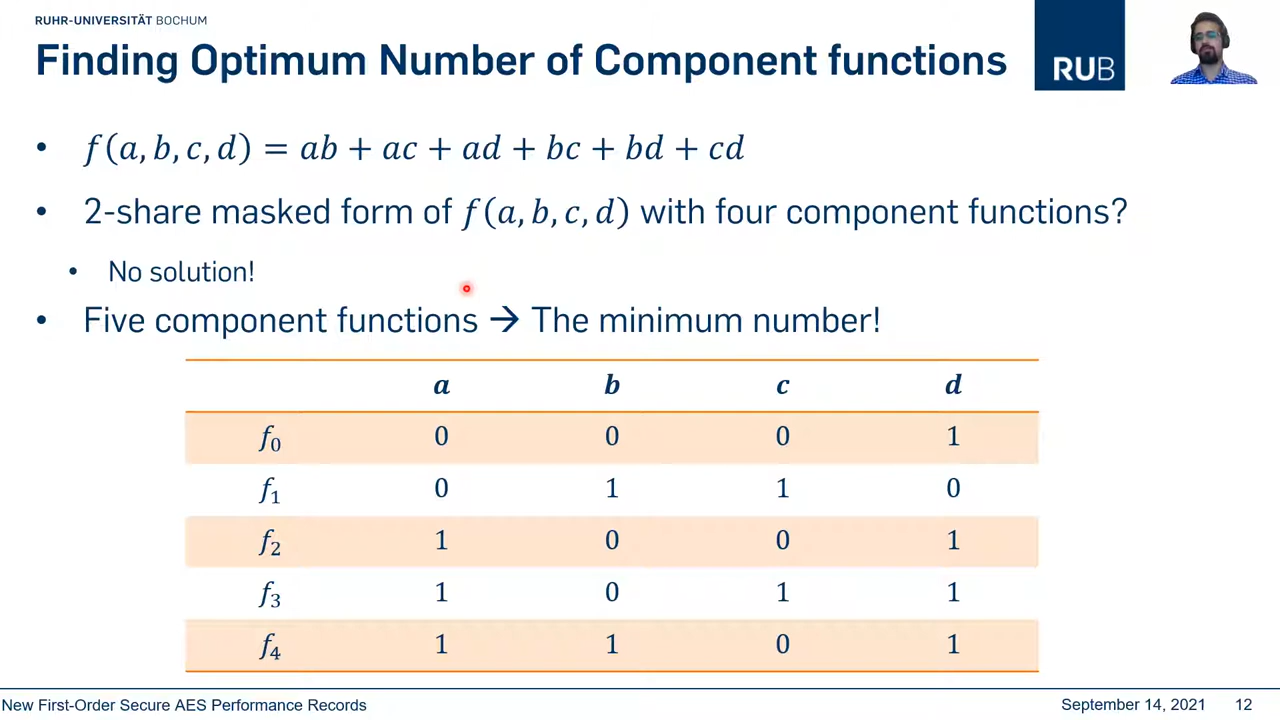 RUHR-UNIVERSITÄT BOCHUM
Finding Optimum Number of Component functions
RUB
• f(a, b, c, d) = ab + ac + ad + bc + bd + cd
• 2-share masked form of f(a, b, c, d) with four component functions?
• No solution!
• Five component functions → The minimum number!
a b c d
f₀ 0 0 0 1
f₁ 0 1 1 0
f₂ 1 0 0 1
f₃ 1 0 1 1
f₄ 1 1 0 1
New First-Order Secure AES Performance Records September 14, 2021 12